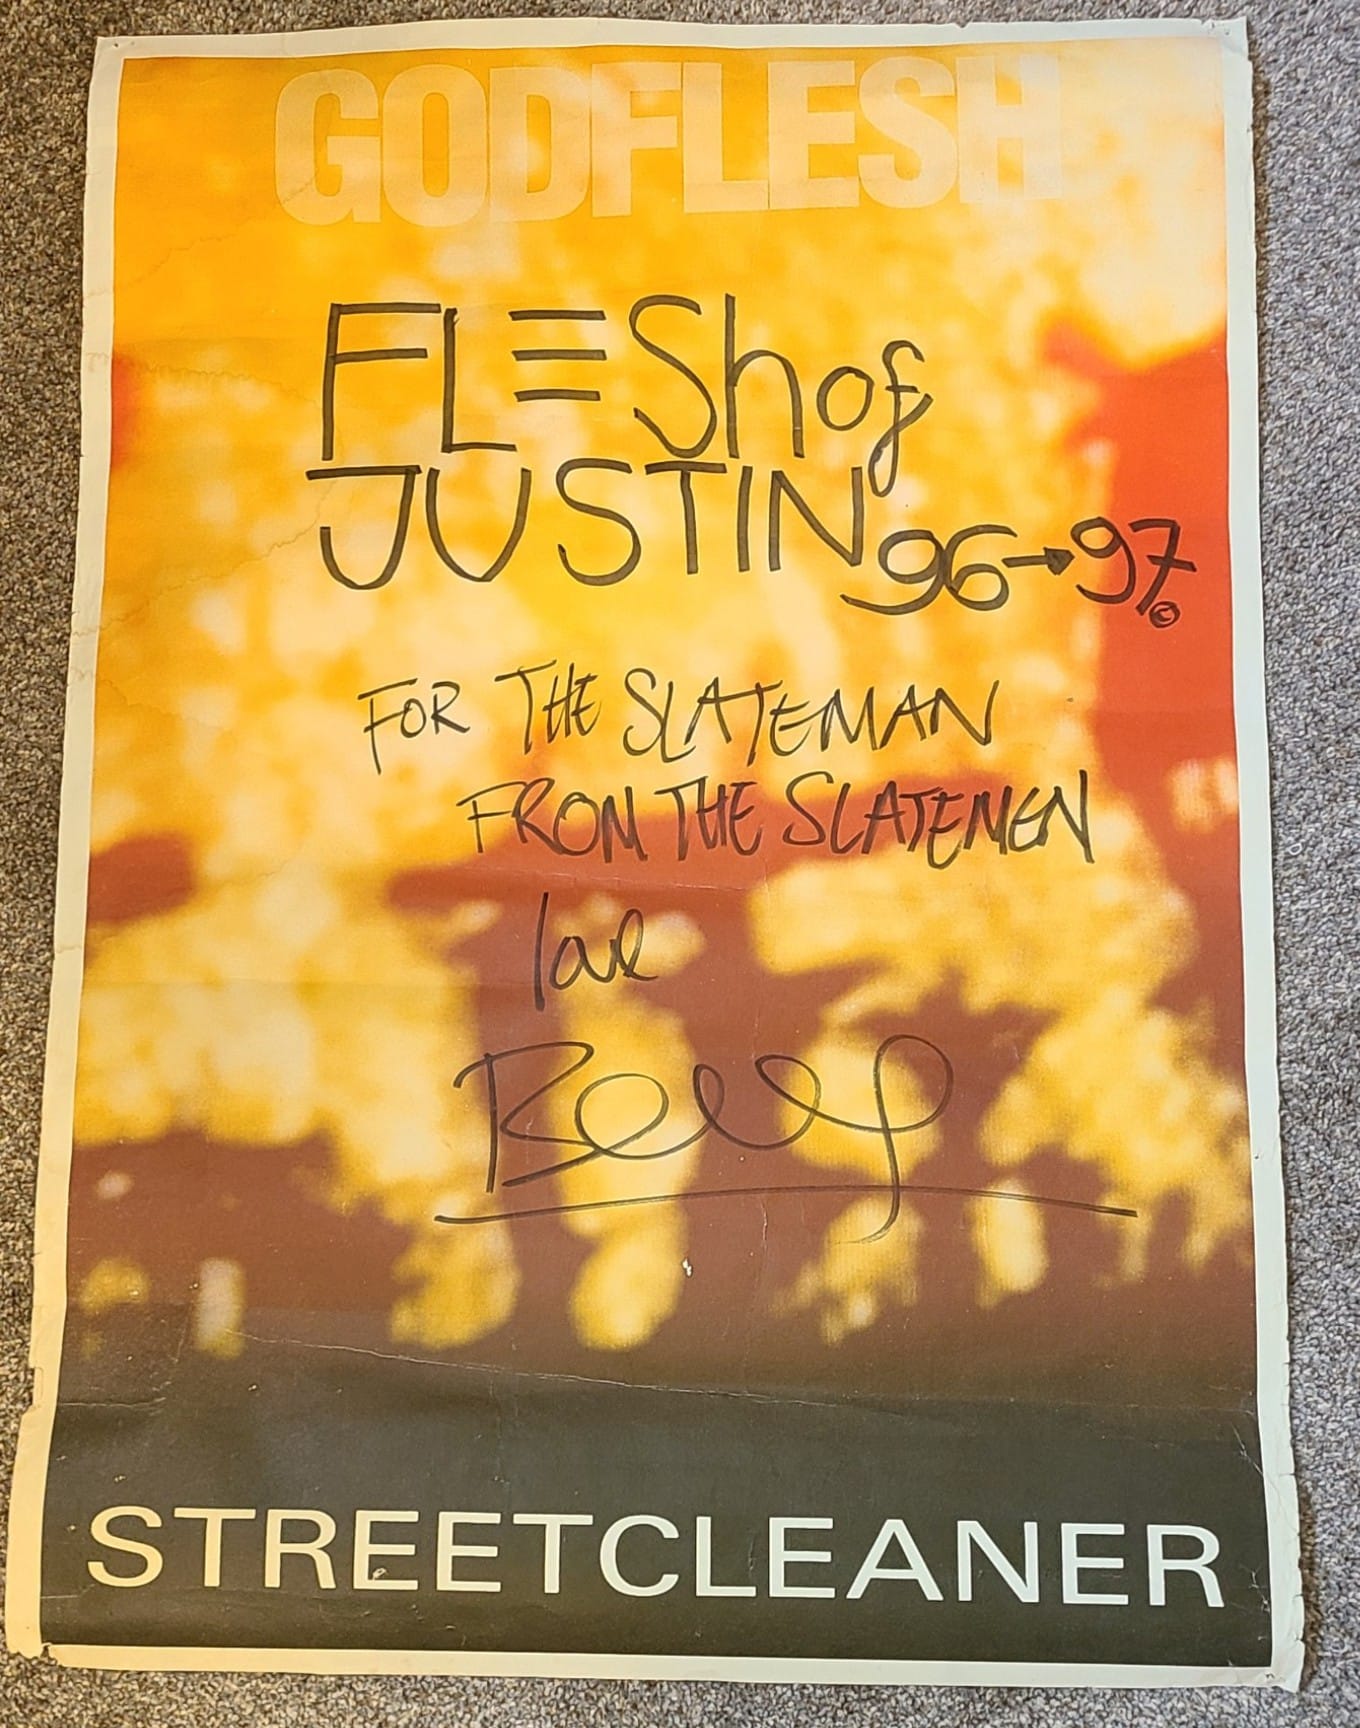 GODFLESH
FLESh of
JUSTIN 96→97 ©
FOR THE SLATEMAN
FROM THE SLATEMEN
love
STREETCLEANER